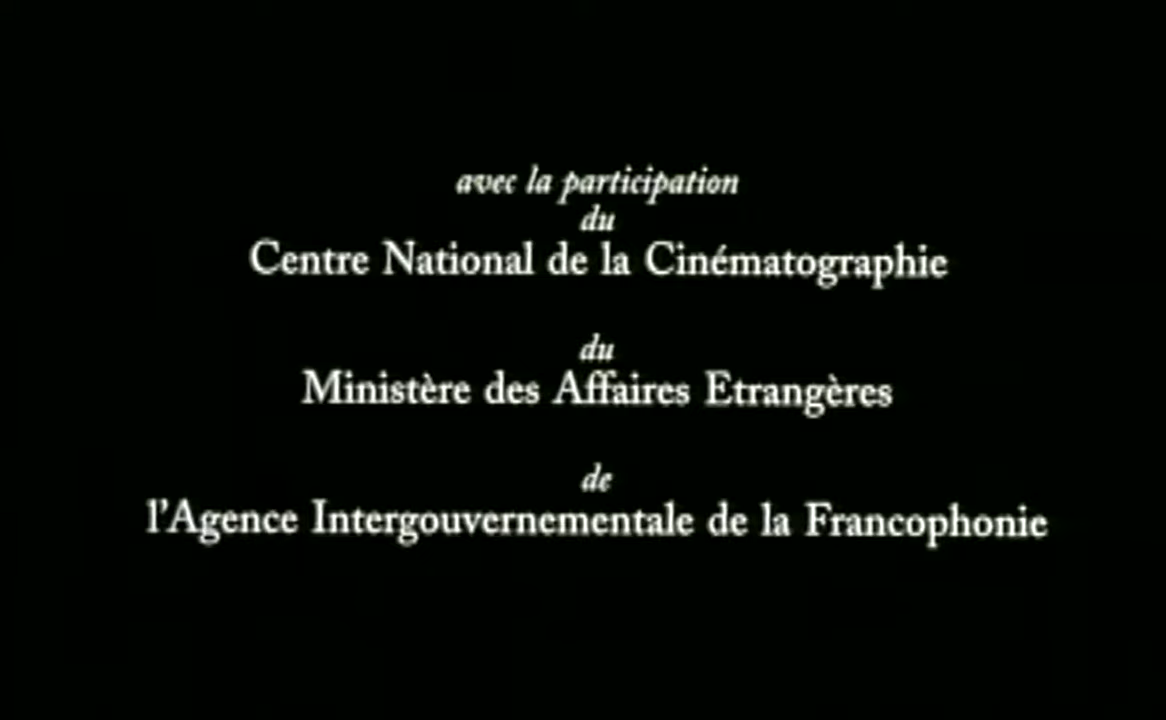 avec la participation
du
Centre National de la Cinématographie
du
Ministère des Affaires Etrangères
de
l'Agence Intergouvernementale de la Francophonie